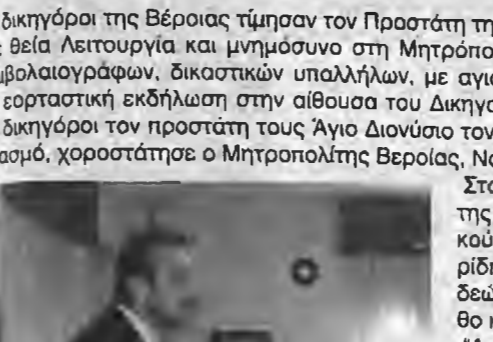 δικηγόροι της Βέροιας τίμησαν τον Προστάτη τη
θεία Λειτουργία και μνημόσυνο στη Μητρόπο
μβολαιογράφων, δικαστικών υπαλλήλων, με αγια
εορταστική εκδήλωση στην αίθουσα του Δικηγο
δικηγόροι τον προστάτη τους Άγιο Διονύσιο τον
ασμό, χοροστάτησε ο Μητροπολίτης Βεροίας, Να
Στο
της
κού
ρίδη
δεώ
θο κ